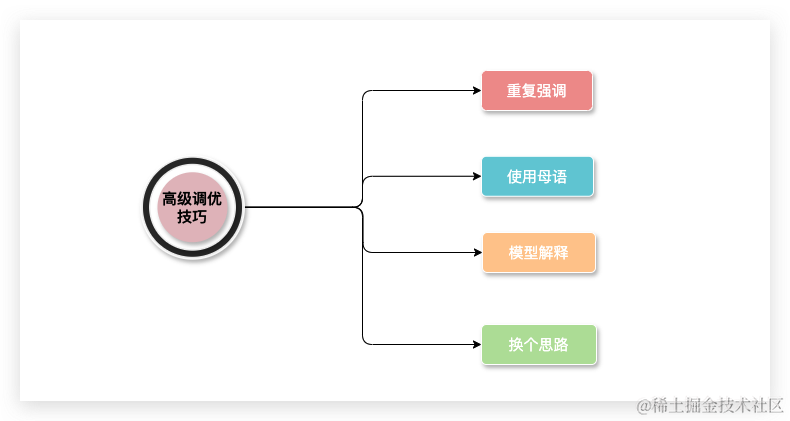 高级调优
技巧
重复强调
使用母语
模型解释
换个思路
@稀土掘金技术社区